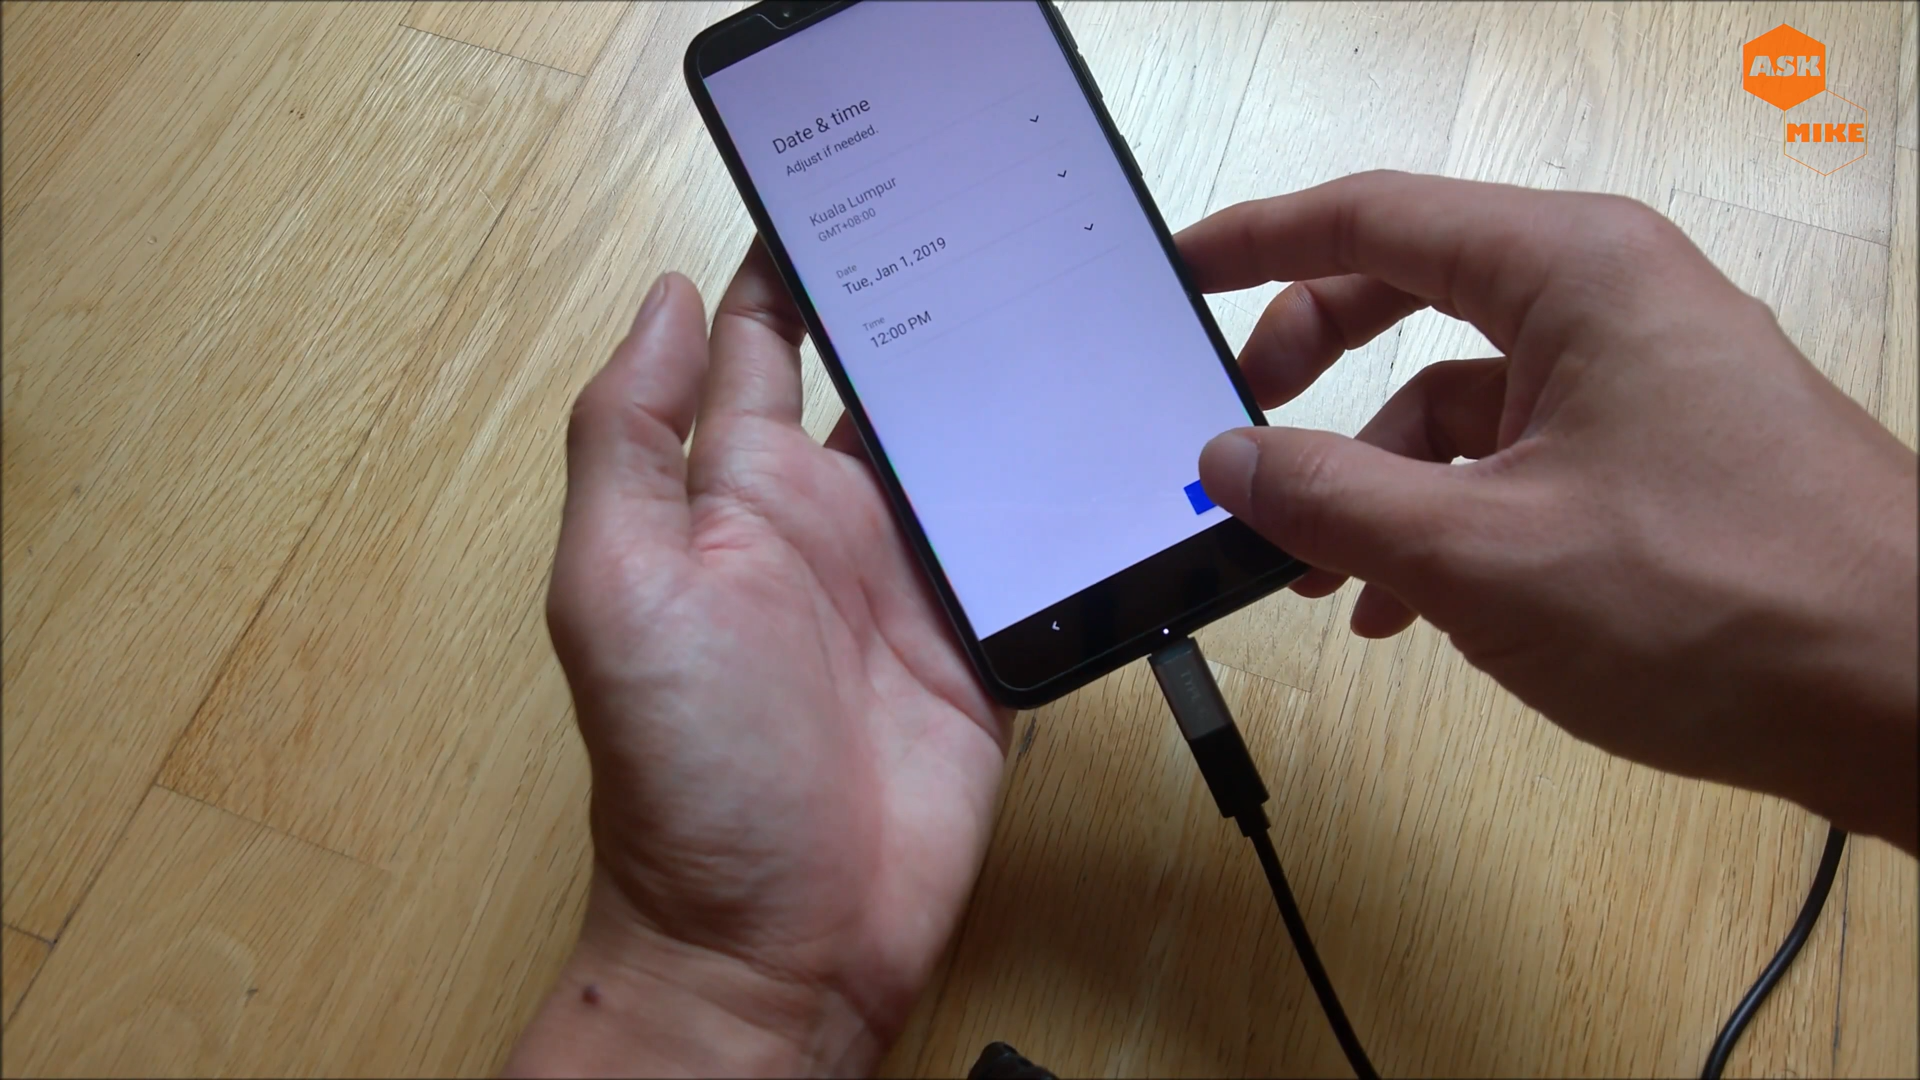 Date & time
Adjust if needed.
Kuala Lumpur
GMT+08:00
Date
Tue, Jan 1, 2019
Time
12:00 PM
ASK
MIKE